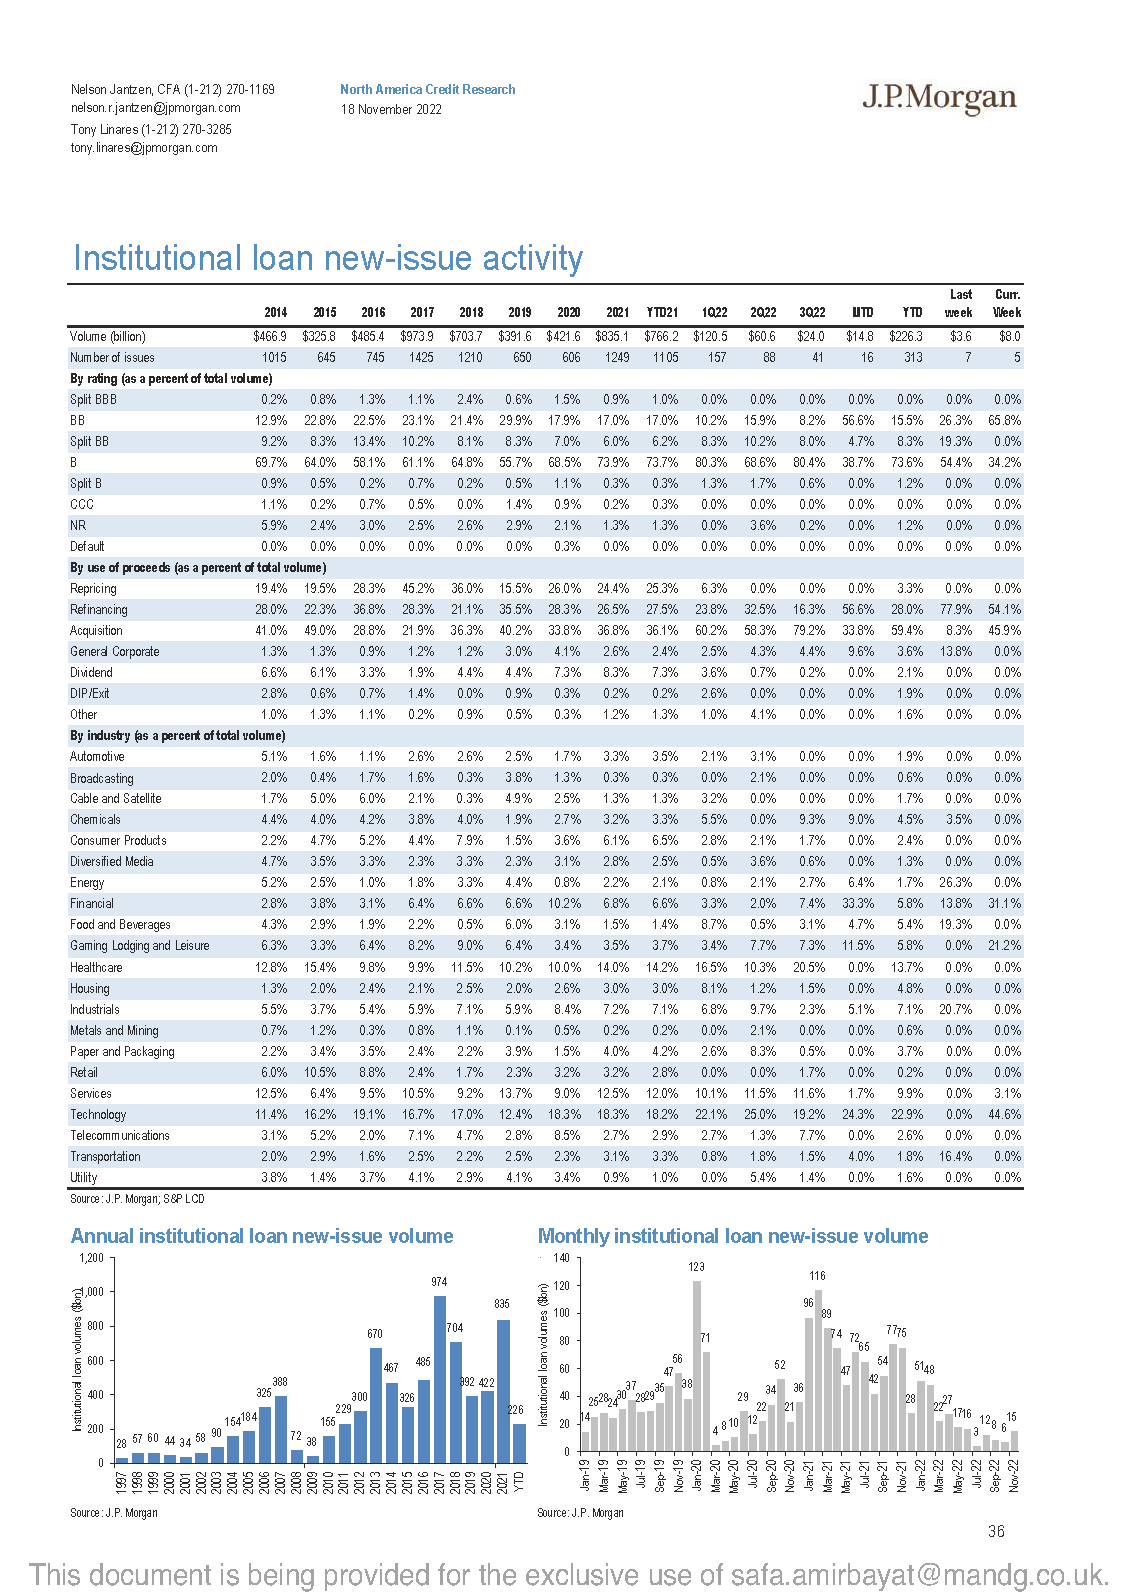 Nelson Jantzen, CFA (1-212) 270-1169
nelson.r.jantzen@jpmorgan.com
Tony Linares (1-212) 270-3285
tony.linares@jpmorgan.com
North America Credit Research
18 November 2022
J.P.Morgan
Institutional loan new-issue activity
Last Curr.
2014 2015 2016 2017 2018 2019 2020 2021 YTD21 1Q22 2Q22 3Q22 MTD YTD week Week
Volume (billion) $466.9 $325.8 $485.4 $973.9 $703.7 $391.6 $421.6 $835.1 $766.2 $120.5 $60.6 $24.0 $14.8 $226.3 $3.6 $8.0
Number of issues 1015 645 745 1425 1210 650 606 1249 1105 157 88 41 16 313 7 5
By rating (as a percent of total volume)
Split BBB 0.2% 0.8% 1.3% 1.1% 2.4% 0.6% 1.5% 0.9% 1.0% 0.0% 0.0% 0.0% 0.0% 0.0% 0.0% 0.0%
BB 12.9% 22.8% 22.5% 23.1% 21.4% 29.9% 17.9% 17.0% 17.0% 10.2% 15.9% 8.2% 56.6% 15.5% 26.3% 65.8%
Split BB 9.2% 8.3% 13.4% 10.2% 8.1% 8.3% 7.0% 6.0% 6.2% 8.3% 10.2% 8.0% 4.7% 8.3% 19.3% 0.0%
B 69.7% 64.0% 58.1% 61.1% 64.8% 55.7% 68.5% 73.9% 73.7% 80.3% 68.6% 80.4% 38.7% 73.6% 54.4% 34.2%
Split B 0.9% 0.5% 0.2% 0.7% 0.2% 0.5% 1.1% 0.3% 0.3% 1.3% 1.7% 0.6% 0.0% 1.2% 0.0% 0.0%
CCC 1.1% 0.2% 0.7% 0.5% 0.0% 1.4% 0.9% 0.2% 0.3% 0.0% 0.0% 0.0% 0.0% 0.0% 0.0% 0.0%
NR 5.9% 2.4% 3.0% 2.5% 2.6% 2.9% 2.1% 1.3% 1.3% 0.0% 3.6% 0.2% 0.0% 1.2% 0.0% 0.0%
Default 0.0% 0.0% 0.0% 0.0% 0.0% 0.0% 0.3% 0.0% 0.0% 0.0% 0.0% 0.0% 0.0% 0.0% 0.0% 0.0%
By use of proceeds (as a percent of total volume)
Repricing 19.4% 19.5% 28.3% 45.2% 36.0% 15.5% 26.0% 24.4% 25.3% 6.3% 0.0% 0.0% 0.0% 3.3% 0.0% 0.0%
Refinancing 28.0% 22.3% 36.8% 28.3% 21.1% 35.5% 28.3% 26.5% 27.5% 23.8% 32.5% 16.3% 56.6% 28.0% 77.9% 54.1%
Acquisition 41.0% 49.0% 28.8% 21.9% 36.3% 40.2% 33.8% 36.8% 36.1% 60.2% 58.3% 79.2% 33.8% 59.4% 8.3% 45.9%
General Corporate 1.3% 1.3% 0.9% 1.2% 1.2% 3.0% 4.1% 2.6% 2.4% 2.5% 4.3% 4.4% 9.6% 3.6% 13.8% 0.0%
Dividend 6.6% 6.1% 3.3% 1.9% 4.4% 4.4% 7.3% 8.3% 7.3% 3.6% 0.7% 0.2% 0.0% 2.1% 0.0% 0.0%
DIP/Exit 2.8% 0.6% 0.7% 1.4% 0.0% 0.9% 0.3% 0.2% 0.2% 2.6% 0.0% 0.0% 0.0% 1.9% 0.0% 0.0%
Other 1.0% 1.3% 1.1% 0.2% 0.9% 0.5% 0.3% 1.2% 1.3% 1.0% 4.1% 0.0% 0.0% 1.6% 0.0% 0.0%
By industry (as a percent of total volume)
Automotive 5.1% 1.6% 1.1% 2.6% 2.6% 2.5% 1.7% 3.3% 3.5% 2.1% 3.1% 0.0% 0.0% 1.9% 0.0% 0.0%
Broadcasting 2.0% 0.4% 1.7% 1.6% 0.3% 3.8% 1.3% 0.3% 0.3% 0.0% 2.1% 0.0% 0.0% 0.6% 0.0% 0.0%
Cable and Satellite 1.7% 5.0% 6.0% 2.1% 0.3% 4.9% 2.5% 1.3% 1.3% 3.2% 0.0% 0.0% 0.0% 1.7% 0.0% 0.0%
Chemicals 4.4% 4.0% 4.2% 3.8% 4.0% 1.9% 2.7% 3.2% 3.3% 5.5% 0.0% 9.3% 9.0% 4.5% 3.5% 0.0%
Consumer Products 2.2% 4.7% 5.2% 4.4% 7.9% 1.5% 3.6% 6.1% 6.5% 2.8% 2.1% 1.7% 0.0% 2.4% 0.0% 0.0%
Diversified Media 4.7% 3.5% 3.3% 2.3% 3.3% 2.3% 3.1% 2.8% 2.5% 0.5% 3.6% 0.6% 0.0% 1.3% 0.0% 0.0%
Energy 5.2% 2.5% 1.0% 1.8% 3.3% 4.4% 0.8% 2.2% 2.1% 0.8% 2.1% 2.7% 6.4% 1.7% 26.3% 0.0%
Financial 2.8% 3.8% 3.1% 6.4% 6.6% 6.6% 10.2% 6.8% 6.6% 3.3% 2.0% 7.4% 33.3% 5.8% 13.8% 31.1%
Food and Beverages 4.3% 2.9% 1.9% 2.2% 0.5% 6.0% 3.1% 1.5% 1.4% 8.7% 0.5% 3.1% 4.7% 5.4% 19.3% 0.0%
Gaming Lodging and Leisure 6.3% 3.3% 6.4% 8.2% 9.0% 6.4% 3.4% 3.5% 3.7% 3.4% 7.7% 7.3% 11.5% 5.8% 0.0% 21.2%
Healthcare 12.8% 15.4% 9.8% 9.9% 11.5% 10.2% 10.0% 14.0% 14.2% 16.5% 10.3% 20.5% 0.0% 13.7% 0.0% 0.0%
Housing 1.3% 2.0% 2.4% 2.1% 2.5% 2.0% 2.6% 3.0% 3.0% 8.1% 1.2% 1.5% 0.0% 4.8% 0.0% 0.0%
Industrials 5.5% 3.7% 5.4% 5.9% 7.1% 5.9% 8.4% 7.2% 7.1% 6.8% 9.7% 2.3% 5.1% 7.1% 20.7% 0.0%
Metals and Mining 0.7% 1.2% 0.3% 0.8% 1.1% 0.1% 0.5% 0.2% 0.2% 0.0% 2.1% 0.0% 0.0% 0.6% 0.0% 0.0%
Paper and Packaging 2.2% 3.4% 3.5% 2.4% 2.2% 3.9% 1.5% 4.0% 4.2% 2.6% 8.3% 0.5% 0.0% 3.7% 0.0% 0.0%
Retail 6.0% 10.5% 8.8% 2.4% 1.7% 2.3% 3.2% 3.2% 2.8% 0.0% 0.0% 1.7% 0.0% 0.2% 0.0% 0.0%
Services 12.5% 6.4% 9.5% 10.5% 9.2% 13.7% 9.0% 12.5% 12.0% 10.1% 11.5% 11.6% 1.7% 9.9% 0.0% 3.1%
Technology 11.4% 16.2% 19.1% 16.7% 17.0% 12.4% 18.3% 18.3% 18.2% 22.1% 25.0% 19.2% 24.3% 22.9% 0.0% 44.6%
Telecommunications 3.1% 5.2% 2.0% 7.1% 4.7% 2.8% 8.5% 2.7% 2.9% 2.7% 1.3% 7.7% 0.0% 2.6% 0.0% 0.0%
Transportation 2.0% 2.9% 1.6% 2.5% 2.2% 2.5% 2.3% 3.1% 3.3% 0.8% 1.8% 1.5% 4.0% 1.8% 16.4% 0.0%
Utility 3.8% 1.4% 3.7% 4.1% 2.9% 4.1% 3.4% 0.9% 1.0% 0.0% 5.4% 1.4% 0.0% 1.6% 0.0% 0.0%
Source: J.P. Morgan; S&P LCD
Annual institutional loan new-issue volume
Institutional loan volumes ($bn)
1,200
1,000
800
600
400
200
0
28 57 60 44 34 58 90 154 184 325 388 72 38 155 229 300 670 467 326 485 974 704 392 422 835 226
1997 1998 1999 2000 2001 2002 2003 2004 2005 2006 2007 2008 2009 2010 2011 2012 2013 2014 2015 2016 2017 2018 2019 2020 2021 YTD
Source: J.P. Morgan
Monthly institutional loan new-issue volume
Institutional loan volumes ($bn)
140
120
100
80
60
40
20
0
14 25 28 24 30 37 28 29 35 47 56 38 123 71 4 8 10 29 12 22 34 52 21 36 96 116 89 74 47 72 65 42 54 77 75 28 51 48 22 27 17 16 3 12 8 6 15
Jan-19 Mar-19 May-19 Jul-19 Sep-19 Nov-19 Jan-20 Mar-20 May-20 Jul-20 Sep-20 Nov-20 Jan-21 Mar-21 May-21 Jul-21 Sep-21 Nov-21 Jan-22 Mar-22 May-22 Jul-22 Sep-22 Nov-22
Source: J.P. Morgan
36
This document is being provided for the exclusive use of safa.amirbayat@mandg.co.uk.